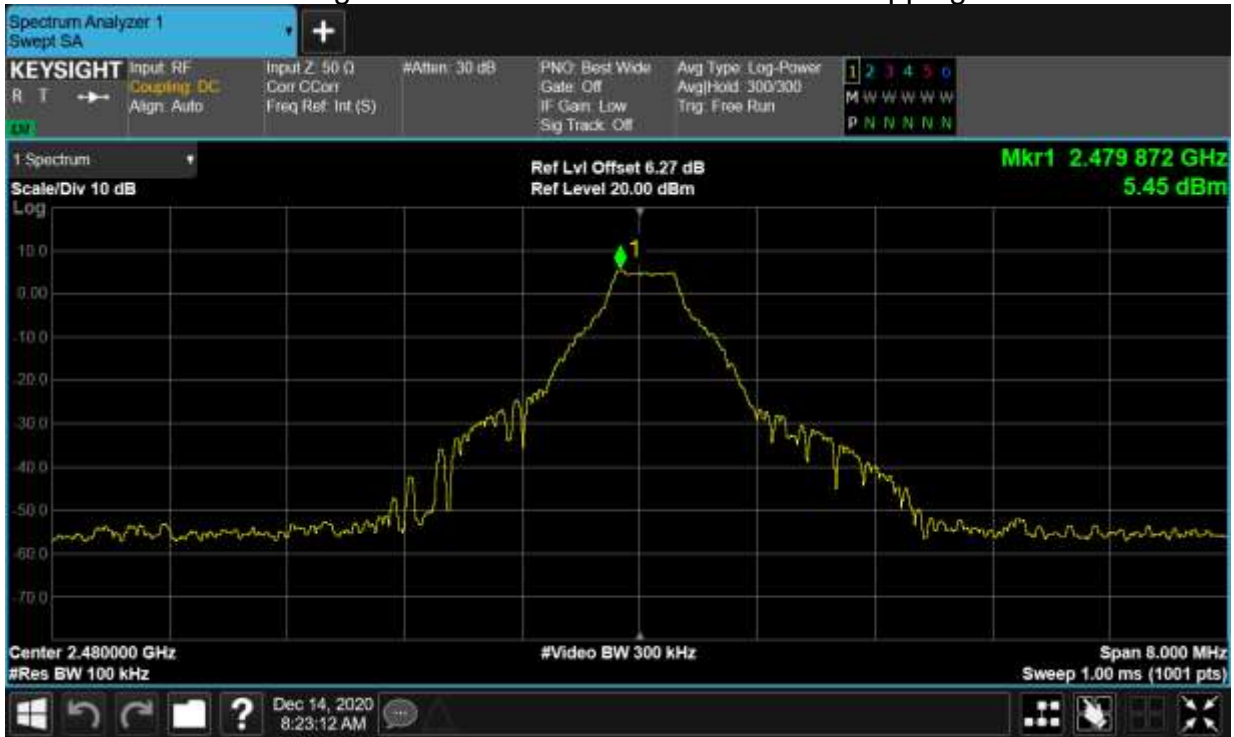 Spectrum Analyzer 1
Swept SA
KEYSIGHT Input: RF Input Z: 50 Ω #Atten: 30 dB PNO: Best Wide Avg Type: Log-Power 1 2 3 4 5 6
R T Coupling: DC Corr CCorr Gate: Off Avg|Hold: 300/300 M W W W W W
Align: Auto Freq Ref: Int (S) IF Gain: Low Trig: Free Run
Sig Track: Off P N N N N N
1 Spectrum Ref Lvl Offset 6.27 dB Mkr1 2.479 872 GHz
Scale/Div 10 dB Ref Level 20.00 dBm 5.45 dBm
Log
10.0
1
0.00
-10.0
-20.0
-30.0
-40.0
-50.0
-60.0
-70.0
Center 2.480000 GHz #Video BW 300 kHz Span 8.000 MHz
#Res BW 100 kHz Sweep 1.00 ms (1001 pts)
? Dec 14, 2020
8:23:12 AM